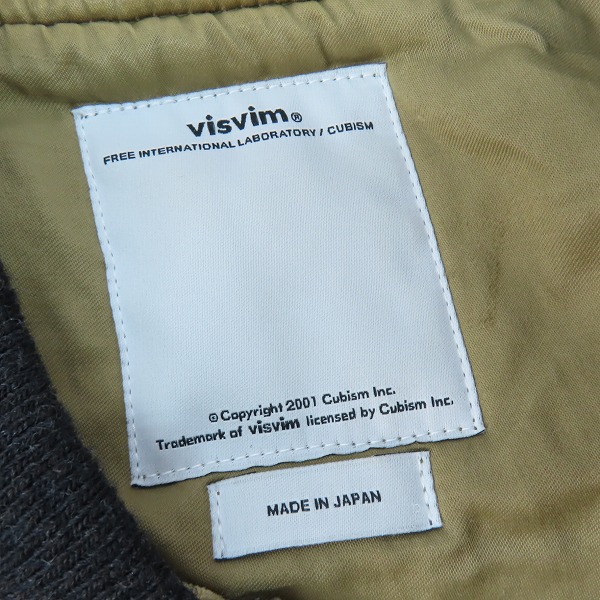 visvim®
FREE INTERNATIONAL LABORATORY / CUBISM
© Copyright 2001 Cubism Inc.
Trademark of visvim licensed by Cubism Inc.
MADE IN JAPAN